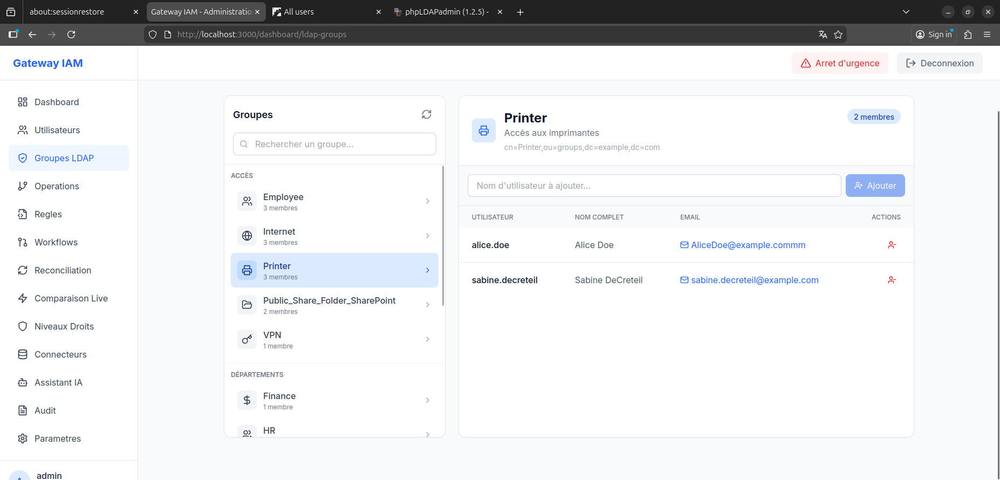 about:sessionrestore
Gateway IAM - Administratio
All users
phpLDAPadmin (1.2.5) -
http://localhost:3000/dashboard/ldap-groups
Sign in
Gateway IAM
Arret d'urgence
Deconnexion
Dashboard
Utilisateurs
Groupes LDAP
Operations
Regles
Workflows
Reconciliation
Comparaison Live
Niveaux Droits
Connecteurs
Assistant IA
Audit
Parametres
admin
Groupes
Rechercher un groupe...
ACCÈS
Employee
3 membres
Internet
3 membres
Printer
3 membres
Public_Share_Folder_SharePoint
2 membres
VPN
1 membre
DÉPARTEMENTS
Finance
1 membre
HR
Printer
2 membres
Accès aux imprimantes
cn=Printer,ou=groups,dc=example,dc=com
Nom d'utilisateur à ajouter...
Ajouter
UTILISATEUR NOM COMPLET EMAIL ACTIONS
alice.doe Alice Doe AliceDoe@example.commm
sabine.decreteil Sabine DeCreteil sabine.decreteil@example.com